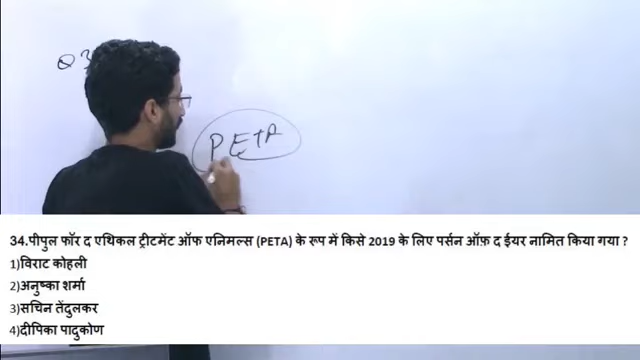 Q 3
PETA
34.पीपुल फॉर द एथिकल ट्रीटमेंट ऑफ एनिमल्स (PETA) के रूप में किसे 2019 के लिए पर्सन ऑफ़ द ईयर नामित किया गया ?
1)विराट कोहली
2)अनुष्का शर्मा
3)सचिन तेंदुलकर
4)दीपिका पादुकोण